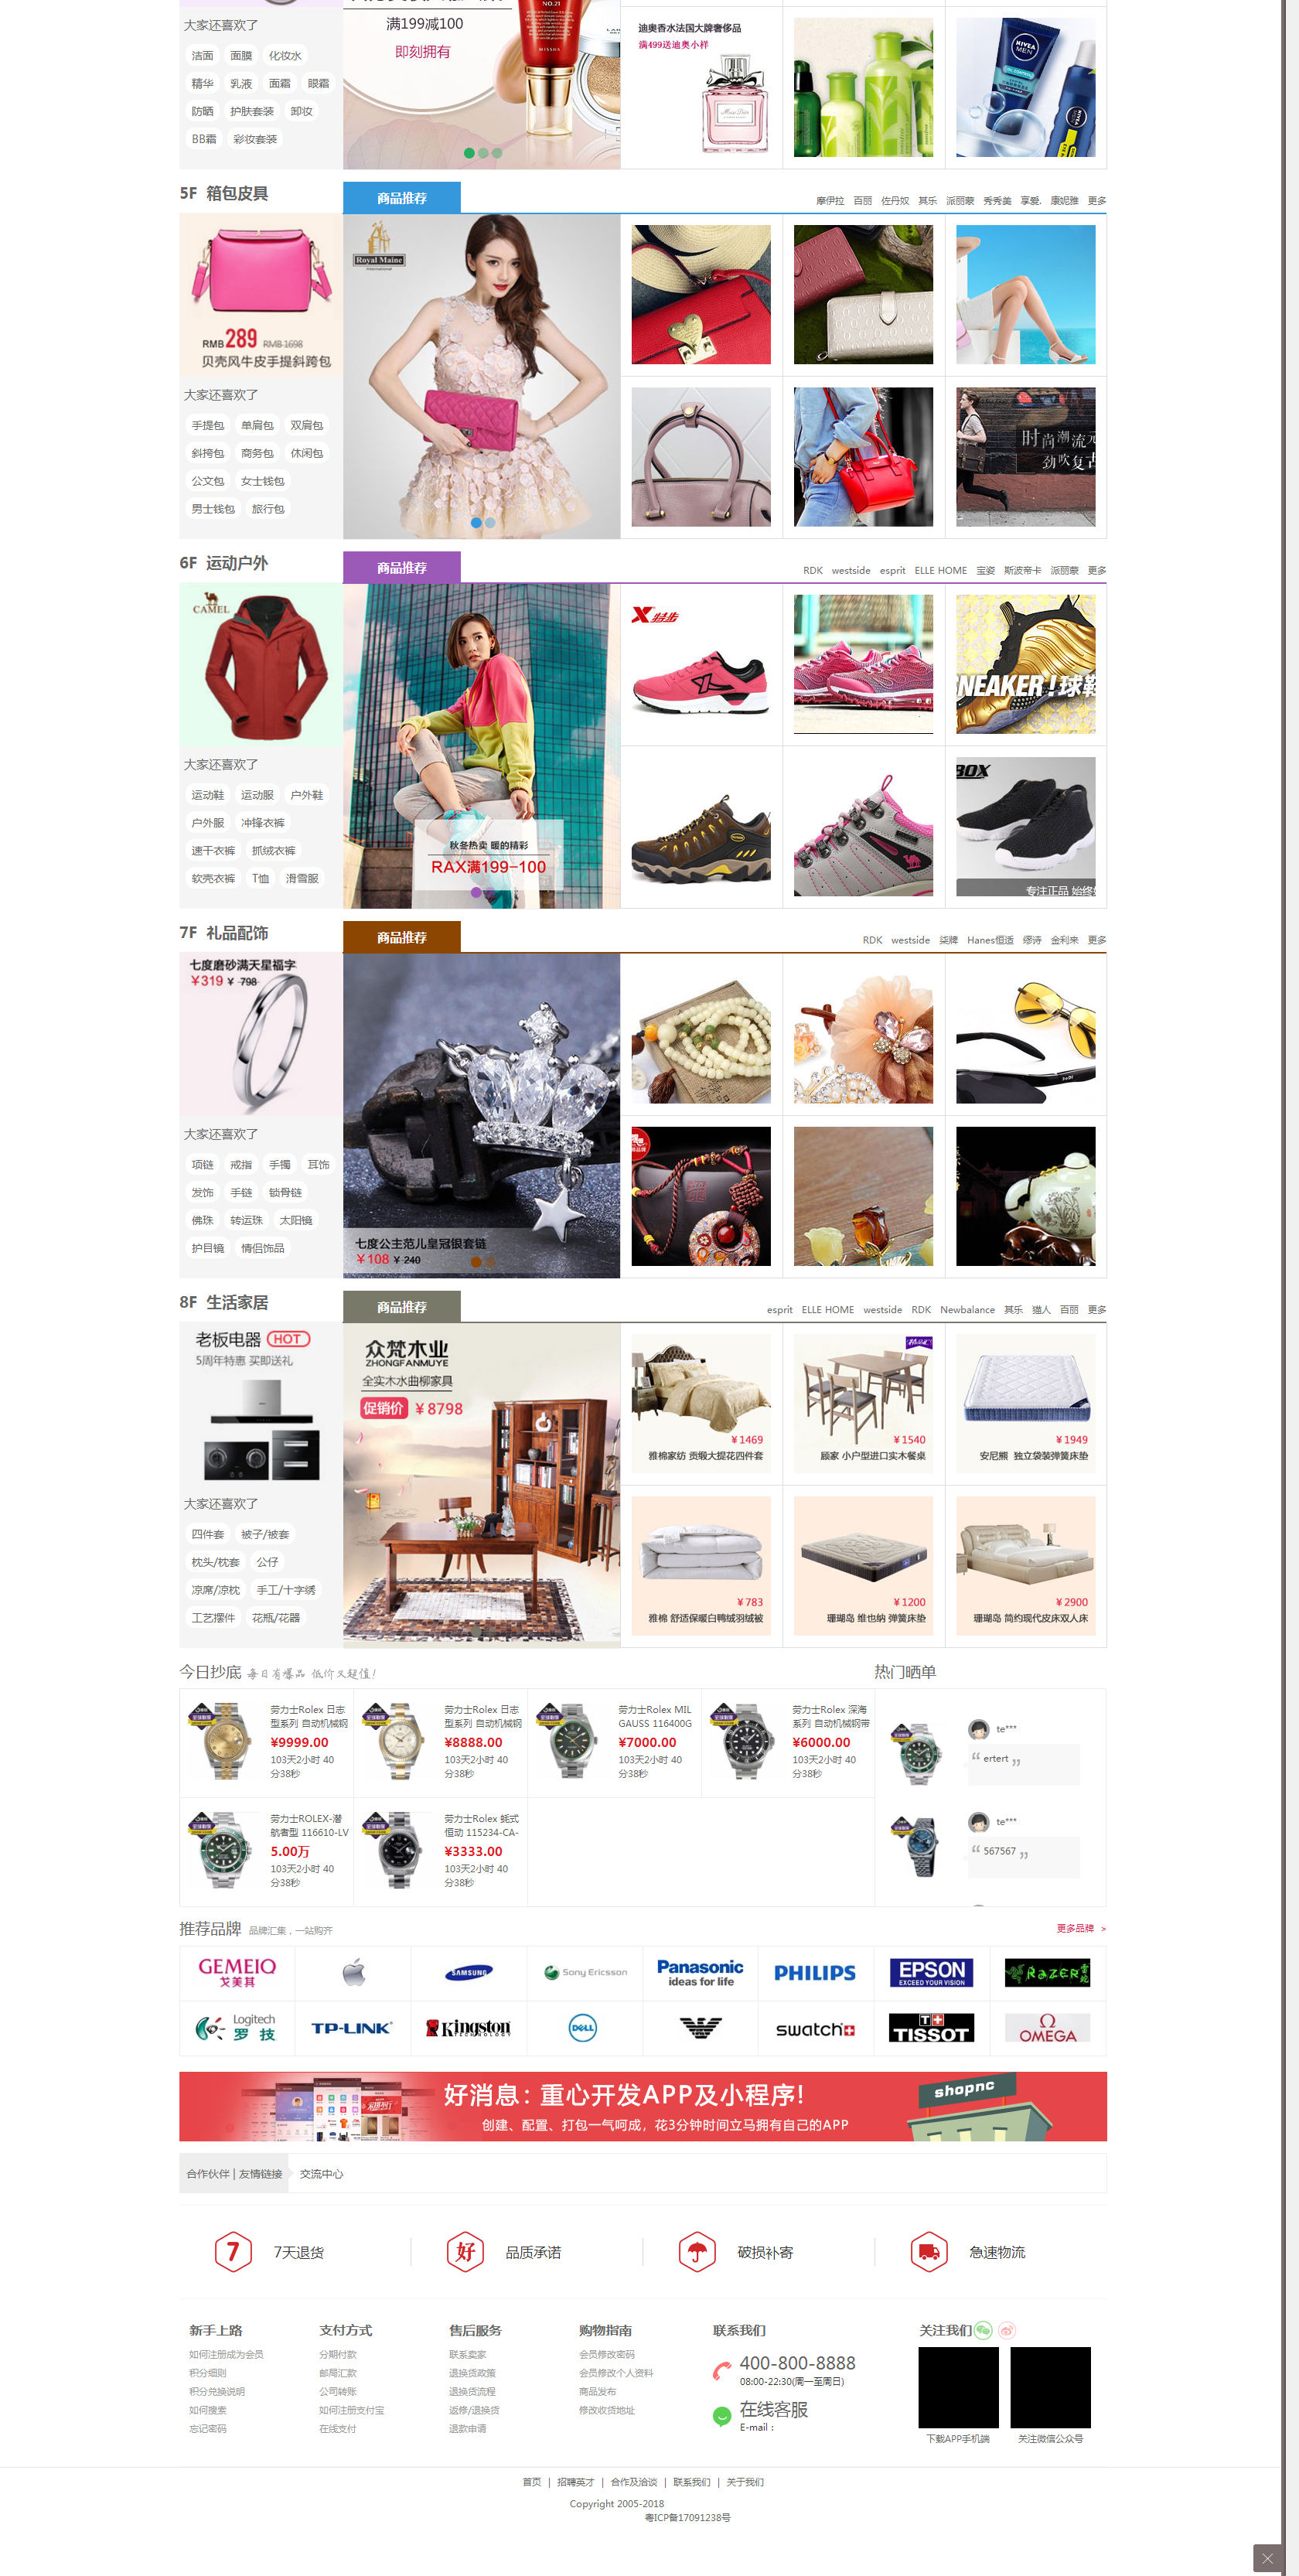 大家还喜欢了
洁面 面膜 化妆水
精华 乳液 面霜 眼霜
防晒 护肤套装 卸妆
BB霜 彩妆套装
满199减100
即刻拥有
NO.21
MISSHA
迪奥香水法国大牌奢侈品
满499送迪奥小样
NIVEA
MEN
5F 箱包皮具
商品推荐
摩伊拉 百丽 佐丹奴 其乐 派丽蒙 秀秀美 享爱. 康妮雅 更多
RMB289 RMB 1698
贝壳风牛皮手提斜跨包
Royal Maine
International
大家还喜欢了
手提包 单肩包 双肩包
斜挎包 商务包 休闲包
公文包 女士钱包
男士钱包 旅行包
时尚潮流元
劲吹复古
6F 运动户外
商品推荐
RDK westside esprit ELLE HOME 宝姿 斯波帝卡 派丽蒙 更多
CAMEL
大家还喜欢了
运动鞋 运动服 户外鞋
户外服 冲锋衣裤
速干衣裤 抓绒衣裤
软壳衣裤 T恤 滑雪服
秋冬热卖 暖的精彩
RAX满199-100
特步
SNEAKER!球鞋
BOX
专注正品 始终
7F 礼品配饰
商品推荐
RDK westside 柒牌 Hanes恒适 缪诗 金利来 更多
七度磨砂满天星福字
¥319 ¥ 798
大家还喜欢了
项链 戒指 手镯 耳饰
发饰 手链 锁骨链
佛珠 转运珠 太阳镜
护目镜 情侣饰品
七度公主范儿皇冠银套链
¥108 ¥ 240
8F 生活家居
商品推荐
esprit ELLE HOME westside RDK Newbalance 其乐 猫人 百丽 更多
老板电器 HOT
5周年特惠 买即送礼
大家还喜欢了
四件套 被子/被套
枕头/枕套 公仔
凉席/凉枕 手工/十字绣
工艺摆件 花瓶/花器
众梵木业
ZHONGFANMUYE
全实木水曲柳家具
促销价 ¥8798
¥1469
雅棉家纺 贡缎大提花四件套
¥1540
顾家 小户型进口实木餐桌
¥1949
安尼熊 独立袋装弹簧床垫
¥783
雅棉 舒适保暖白鸭绒羽绒被
¥1200
珊瑚岛 维也纳 弹簧床垫
¥2900
珊瑚岛 简约现代皮床双人床
今日抄底 每日有爆品 低价又超值!
热门晒单
劳力士Rolex 日志
型系列 自动机械钢
¥9999.00
103天2小时 40
分38秒
劳力士Rolex 日志
型系列 自动机械钢
¥8888.00
103天2小时 40
分38秒
劳力士Rolex MIL
GAUSS 116400G
¥7000.00
103天2小时 40
分38秒
劳力士Rolex 深海
系列 自动机械钢带
¥6000.00
103天2小时 40
分38秒
劳力士ROLEX-潜
航者型 116610-LV
5.00万
103天2小时 40
分38秒
劳力士Rolex 蚝式
恒动 115234-CA-
¥3333.00
103天2小时 40
分38秒
te***
“ ertert ”
te***
“ 567567 ”
推荐品牌 品牌汇集，一站购齐
更多品牌 >
GEMEIQ
戈美其
SAMSUNG
Sony Ericsson
Panasonic
ideas for life
PHILIPS
EPSON
EXCEED YOUR VISION
RAZER 雷蛇
Logitech
罗技
TP-LINK
Kingston
TECHNOLOGY
DELL
swatch
TISSOT
OMEGA
好消息：重心开发APP及小程序!
创建、配置、打包一气呵成，花3分钟时间立马拥有自己的APP
shopnc
合作伙伴 | 友情链接 交流中心
7 7天退货
好 品质承诺
破损补寄
急速物流
新手上路
如何注册成为会员
积分细则
积分兑换说明
如何搜索
忘记密码
支付方式
分期付款
邮局汇款
公司转账
如何注册支付宝
在线支付
售后服务
联系卖家
退换货政策
退换货流程
返修/退换货
退款申请
购物指南
会员修改密码
会员修改个人资料
商品发布
修改收货地址
联系我们
400-800-8888
08:00-22:30(周一至周日)
在线客服
E-mail：
关注我们
下载APP手机端
关注微信公众号
首页 | 招聘英才 | 合作及洽谈 | 联系我们 | 关于我们
Copyright 2005-2018
粤ICP备17091238号